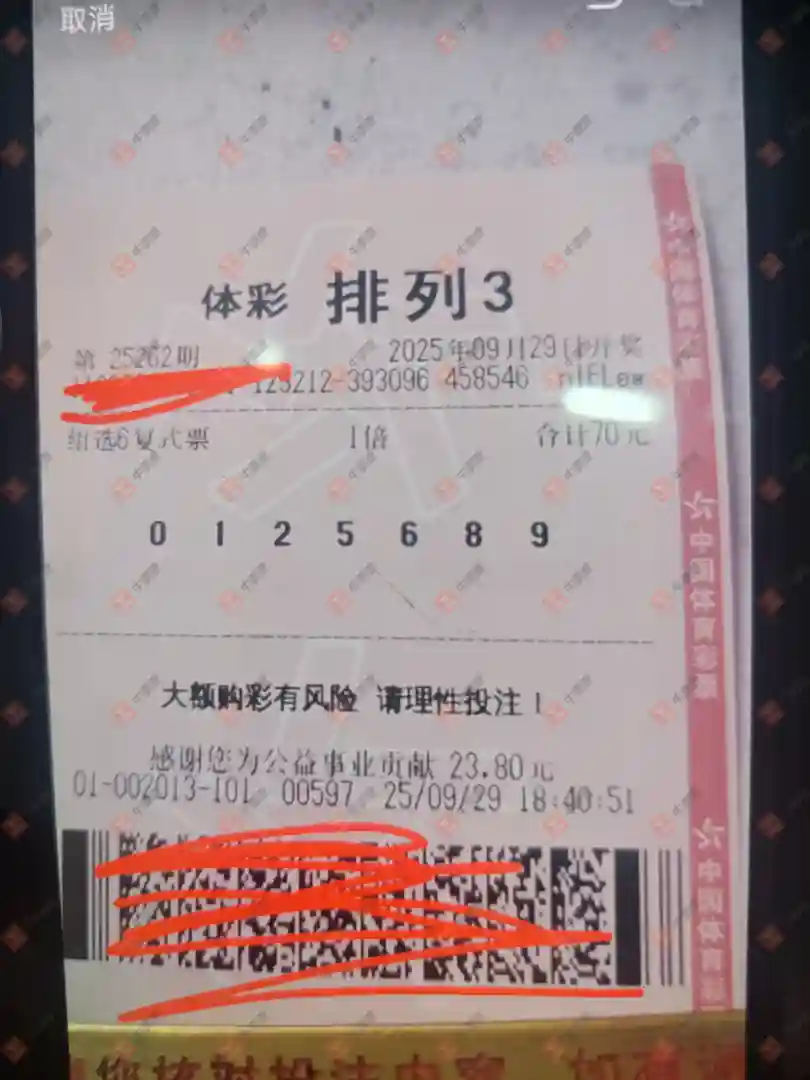 取消
体彩 排列3
第 25262期 2025年09月29日开奖
123212-393096 458546
组选6复式票 1倍 合计70元
0 1 2 5 6 8 9
大额购彩有风险 请理性投注！
感谢您为公益事业贡献 23.80元
01-002013-101 00597 25/09/29 18:40:51
中国体育彩票
中国体育